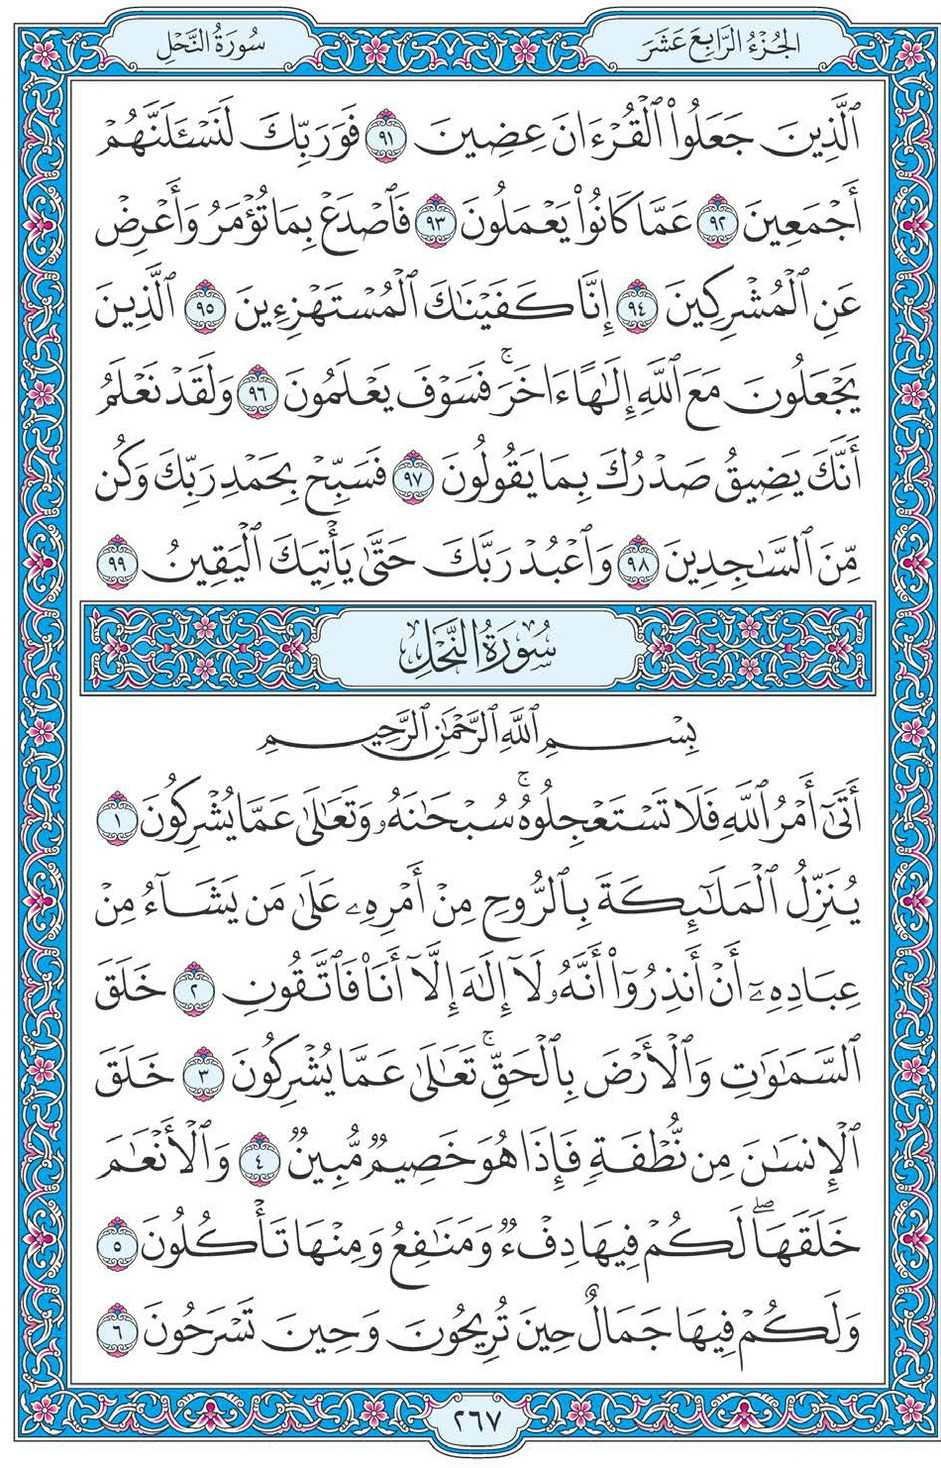 الجُزْءُ الرَّابِعَ عَشَرَ
سُورَةُ النَّحْلِ
ٱلَّذِينَ جَعَلُوا۟ ٱلْقُرْءَانَ عِضِينَ ٩١ فَوَرَبِّكَ لَنَسْـَٔلَنَّهُمْ
أَجْمَعِينَ ٩٢ عَمَّا كَانُوا۟ يَعْمَلُونَ ٩٣ فَٱصْدَعْ بِمَا تُؤْمَرُ وَأَعْرِضْ
عَنِ ٱلْمُشْرِكِينَ ٩٤ إِنَّا كَفَيْنَٰكَ ٱلْمُسْتَهْزِءِينَ ٩٥ ٱلَّذِينَ
يَجْعَلُونَ مَعَ ٱللَّهِ إِلَٰهًا ءَاخَرَ ۚ فَسَوْفَ يَعْلَمُونَ ٩٦ وَلَقَدْ نَعْلَمُ
أَنَّكَ يَضِيقُ صَدْرُكَ بِمَا يَقُولُونَ ٩٧ فَسَبِّحْ بِحَمْدِ رَبِّكَ وَكُن
مِّنَ ٱلسَّٰجِدِينَ ٩٨ وَٱعْبُدْ رَبَّكَ حَتَّىٰ يَأْتِيَكَ ٱلْيَقِينُ ٩٩
سُورَةُ النَّحْلِ
بِسْمِ ٱللَّهِ ٱلرَّحْمَٰنِ ٱلرَّحِيمِ
أَتَىٰٓ أَمْرُ ٱللَّهِ فَلَا تَسْتَعْجِلُوهُ ۚ سُبْحَٰنَهُۥ وَتَعَٰلَىٰ عَمَّا يُشْرِكُونَ ١
يُنَزِّلُ ٱلْمَلَٰٓئِكَةَ بِٱلرُّوحِ مِنْ أَمْرِهِۦ عَلَىٰ مَن يَشَآءُ مِنْ
عِبَادِهِۦٓ أَنْ أَنذِرُوٓا۟ أَنَّهُۥ لَآ إِلَٰهَ إِلَّآ أَنَا۠ فَٱتَّقُونِ ٢ خَلَقَ
ٱلسَّمَٰوَٰتِ وَٱلْأَرْضَ بِٱلْحَقِّ ۚ تَعَٰلَىٰ عَمَّا يُشْرِكُونَ ٣ خَلَقَ
ٱلْإِنسَٰنَ مِن نُّطْفَةٍ فَإِذَا هُوَ خَصِيمٌ مُّبِينٌ ٤ وَٱلْأَنْعَٰمَ
خَلَقَهَا ۗ لَكُمْ فِيهَا دِفْءٌ وَمَنَٰفِعُ وَمِنْهَا تَأْكُلُونَ ٥
وَلَكُمْ فِيهَا جَمَالٌ حِينَ تُرِيحُونَ وَحِينَ تَسْرَحُونَ ٦
٢٦٧